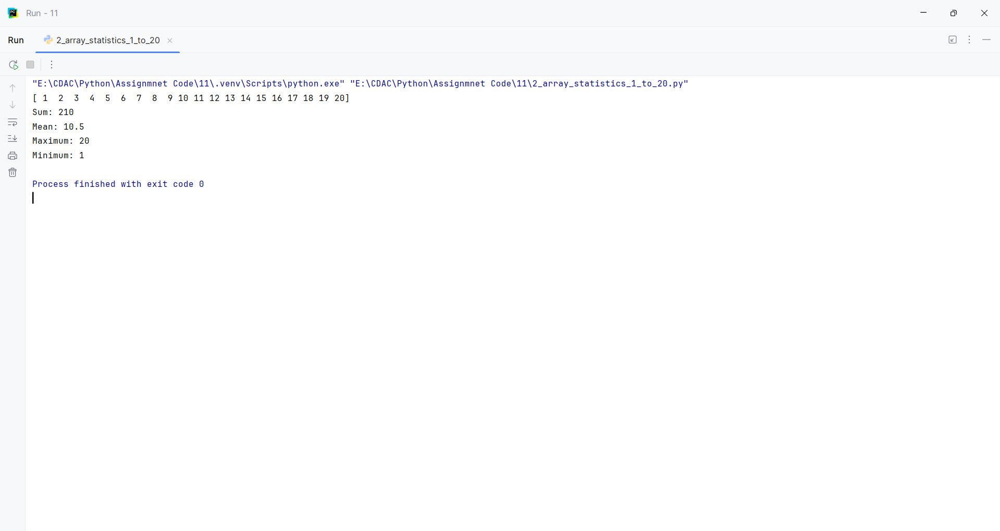 Run - 11
Run 2_array_statistics_1_to_20
"E:\CDAC\Python\Assignmnet Code\11\.venv\Scripts\python.exe" "E:\CDAC\Python\Assignmnet Code\11\2_array_statistics_1_to_20.py"
[ 1  2  3  4  5  6  7  8  9 10 11 12 13 14 15 16 17 18 19 20]
Sum: 210
Mean: 10.5
Maximum: 20
Minimum: 1
Process finished with exit code 0